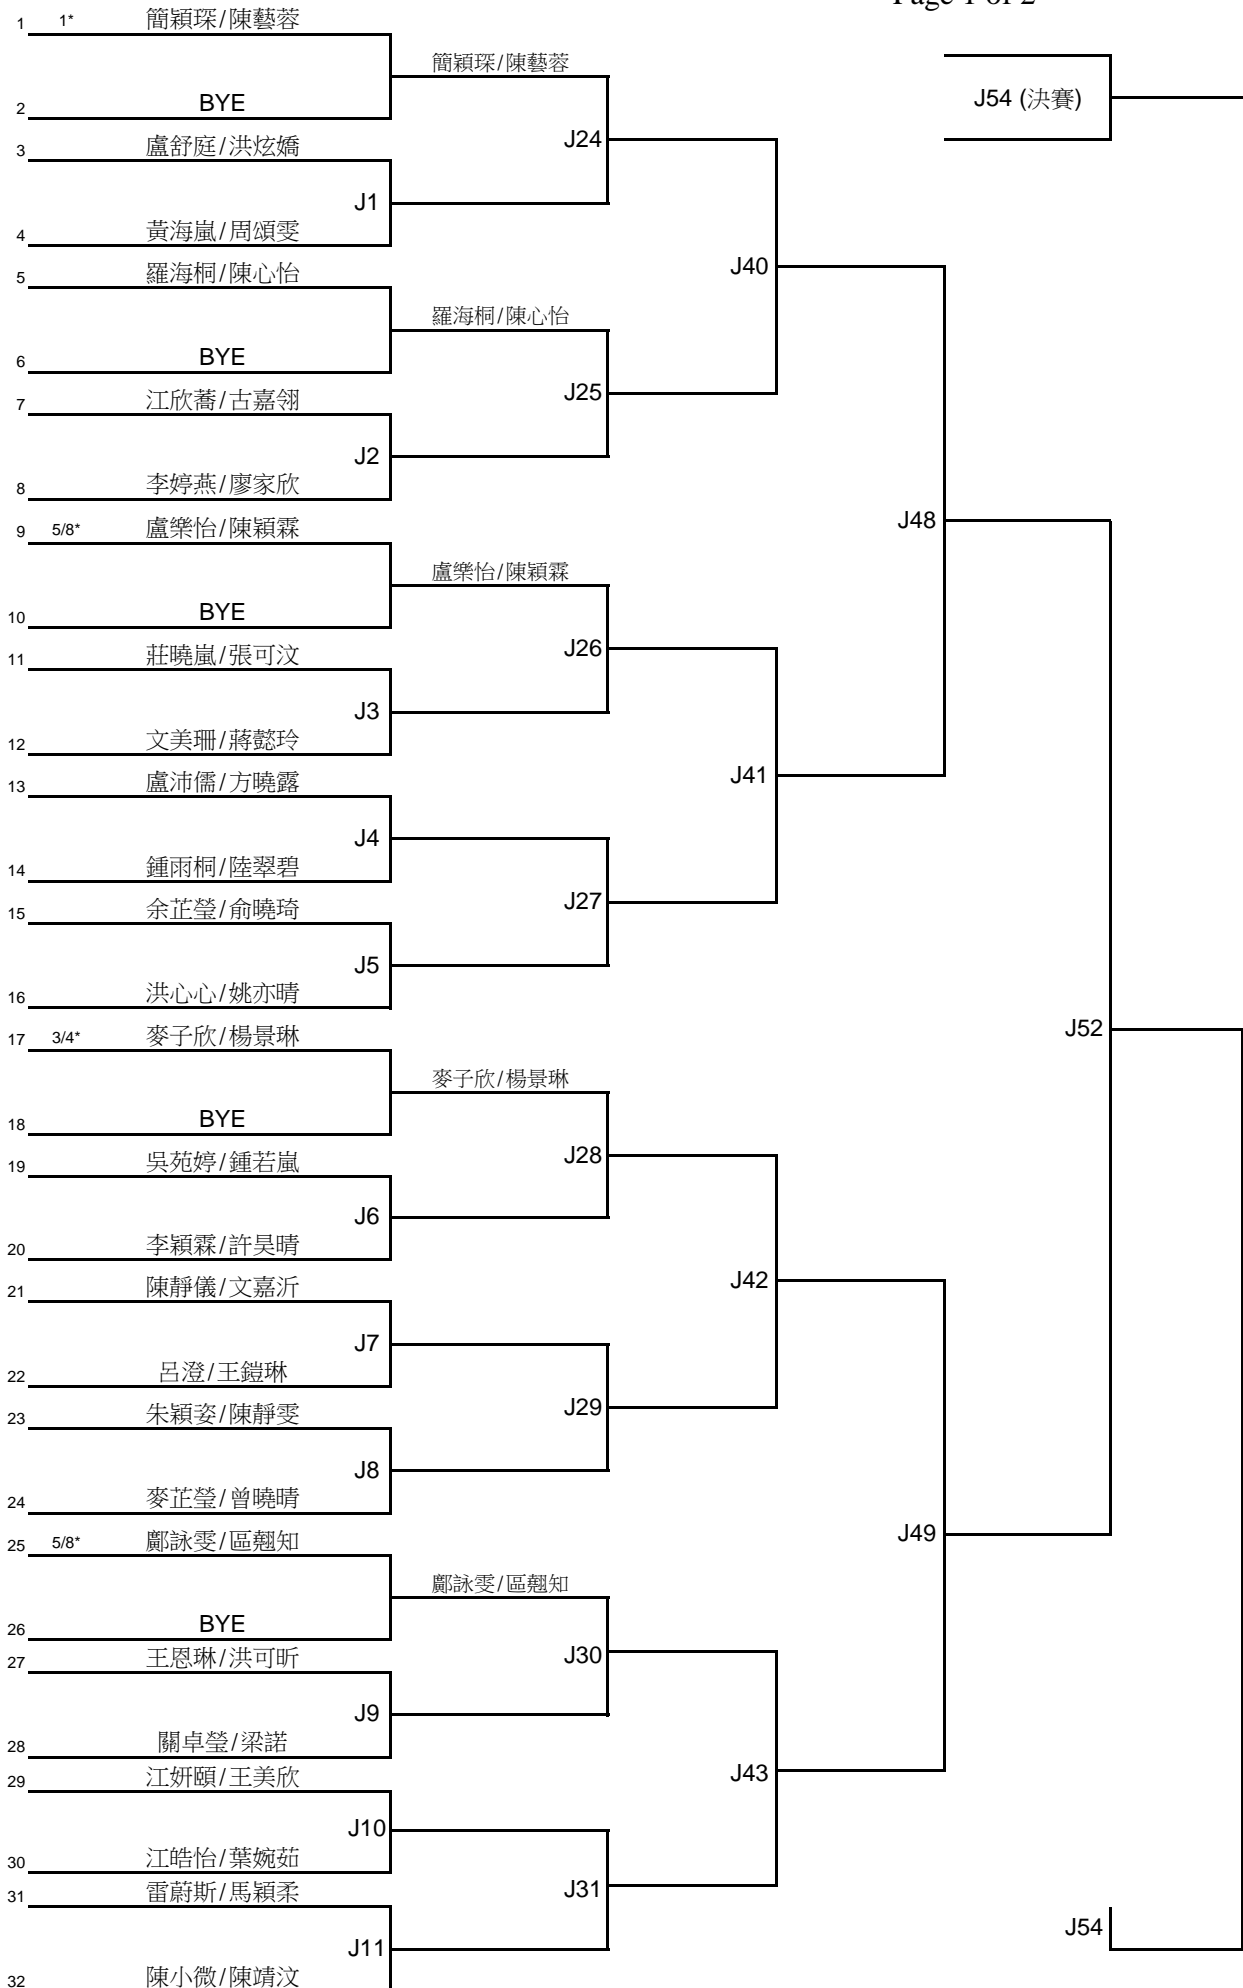 Page 1 of 2
1 1* 簡穎琛/陳藝蓉
簡穎琛/陳藝蓉
J54 (決賽)
2 BYE
J24
3 盧舒庭/洪炫嬌
J1
4 黃海嵐/周頌雯
J40
5 羅海桐/陳心怡
羅海桐/陳心怡
6 BYE
J25
7 江欣蕎/古嘉翎
J2
8 李婷燕/廖家欣
J48
9 5/8* 盧樂怡/陳穎霖
盧樂怡/陳穎霖
10 BYE
J26
11 莊曉嵐/張可汶
J3
12 文美珊/蔣懿玲
J41
13 盧沛儒/方曉露
J4
14 鍾雨桐/陸翠碧
J27
15 余芷瑩/俞曉琦
J5
16 洪心心/姚亦晴
J52
17 3/4* 麥子欣/楊景琳
麥子欣/楊景琳
18 BYE
J28
19 吳苑婷/鍾若嵐
J6
20 李穎霖/許昊晴
J42
21 陳靜儀/文嘉沂
J7
22 呂澄/王鎧琳
J29
23 朱穎姿/陳靜雯
J8
24 麥芷瑩/曾曉晴
J49
25 5/8* 鄺詠雯/區翹知
鄺詠雯/區翹知
26 BYE
J30
27 王恩琳/洪可昕
J9
28 關卓瑩/梁諾
J43
29 江妍頤/王美欣
J10
30 江皓怡/葉婉茹
J31
31 雷蔚斯/馬穎柔
J54
J11
32 陳小微/陳靖汶